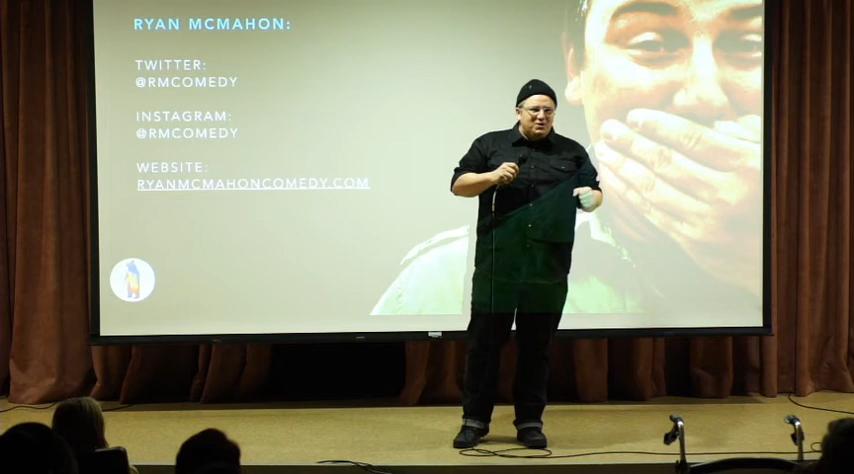 RYAN MCMAHON:
TWITTER:
@RMCOMEDY
INSTAGRAM:
@RMCOMEDY
WEBSITE:
RYANMCMAHONCOMEDY.COM